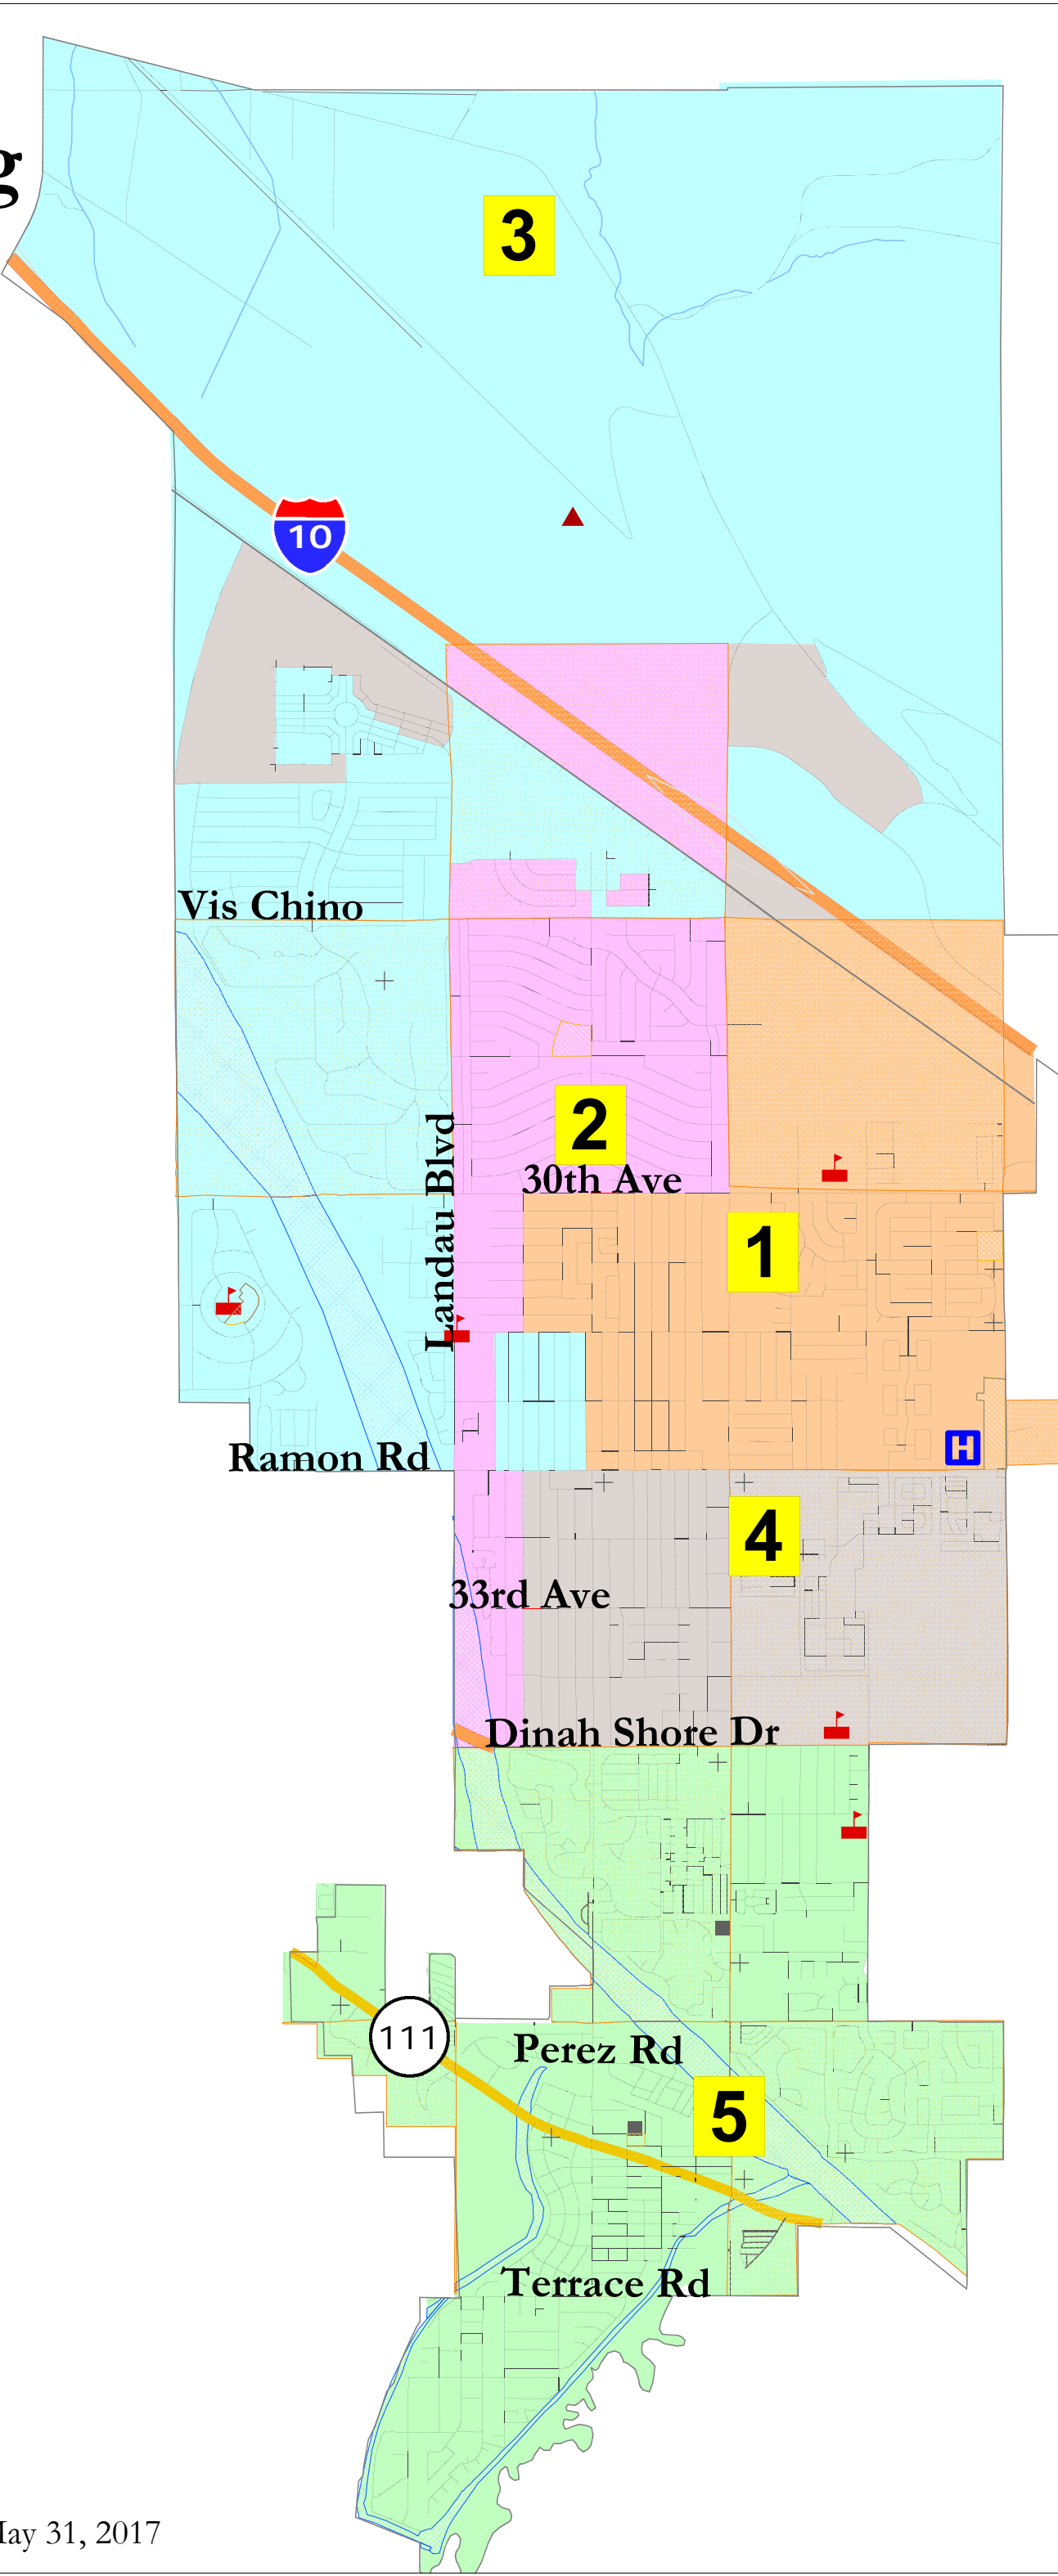 g
3
10
Vis Chino
Landau Blvd
2
30th Ave
1
Ramon Rd
H
4
33rd Ave
Dinah Shore Dr
111
Perez Rd
5
Terrace Rd
May 31, 2017